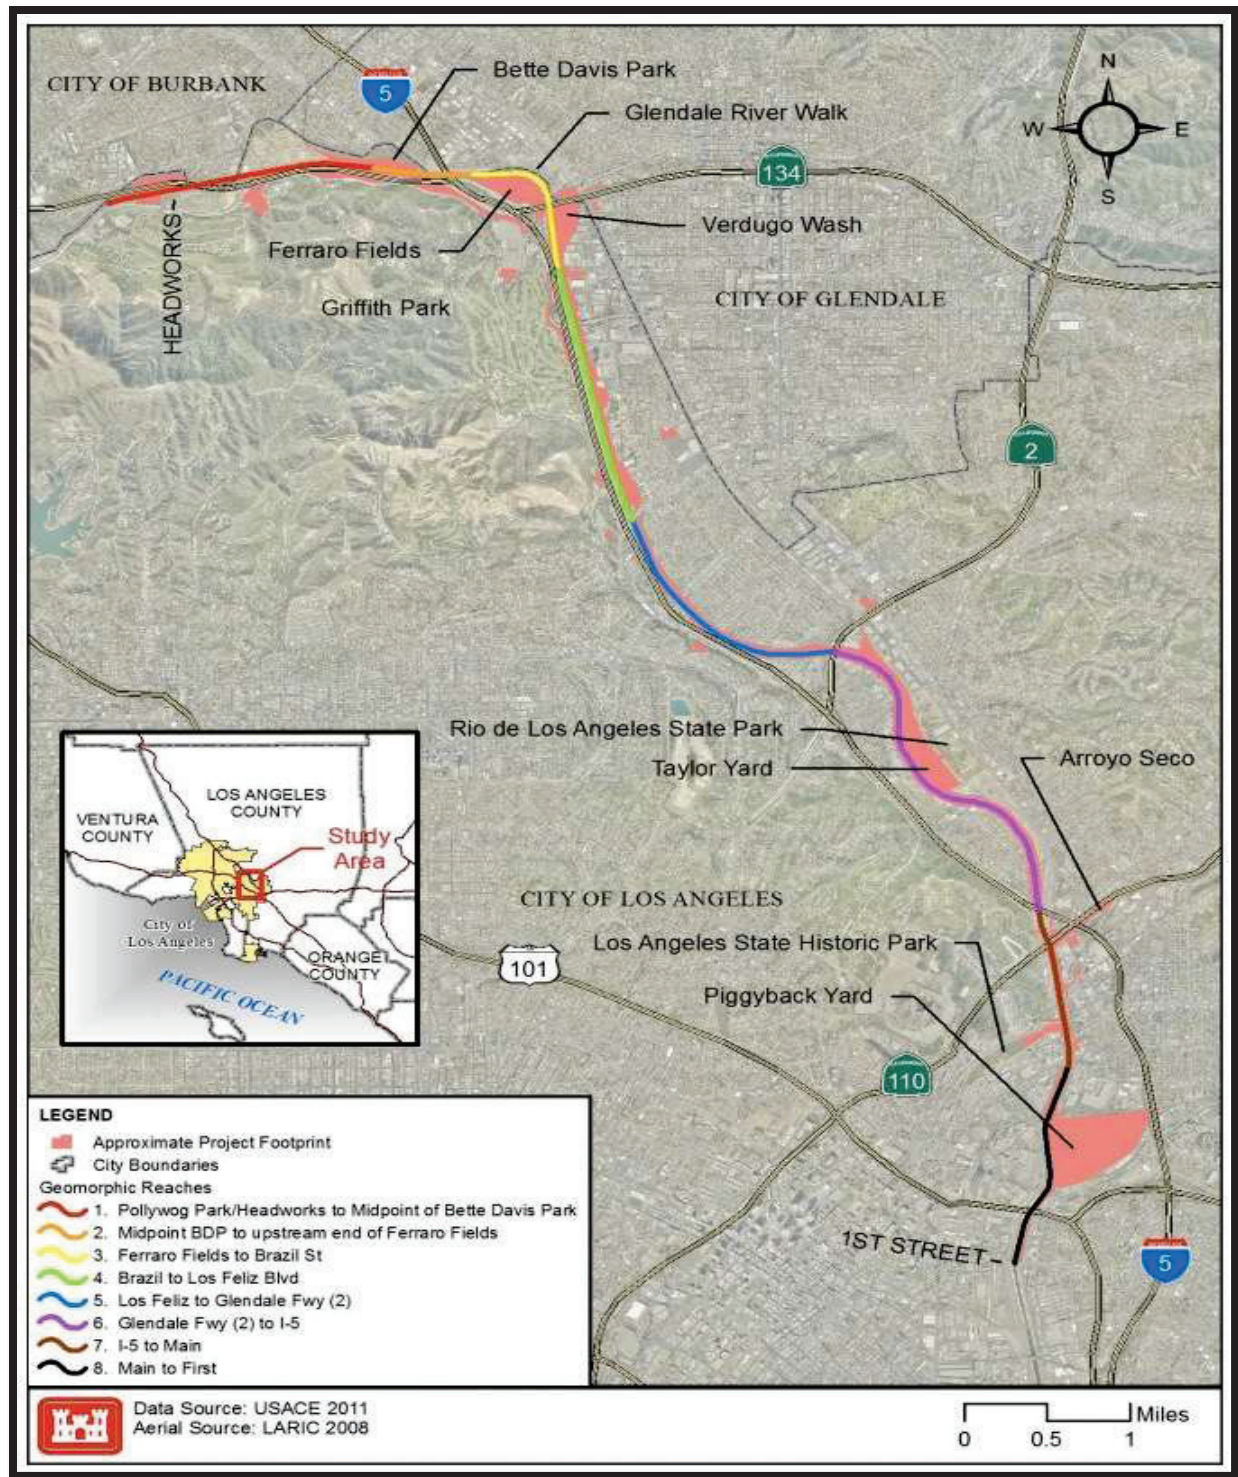 CITY OF BURBANK
5
Bette Davis Park
Glendale River Walk
N
W
E
S
134
HEADWORKS
Verdugo Wash
Ferraro Fields
Griffith Park
CITY OF GLENDALE
2
Rio de Los Angeles State Park
Taylor Yard
Arroyo Seco
CITY OF LOS ANGELES
Los Angeles State Historic Park
101
Piggyback Yard
110
1ST STREET
5
LOS ANGELES
COUNTY
VENTURA
COUNTY
Study
Area
City of
Los Angeles
ORANGE
COUNTY
PACIFIC OCEAN
LEGEND
Approximate Project Footprint
City Boundaries
Geomorphic Reaches
1. Pollywog Park/Headworks to Midpoint of Bette Davis Park
2. Midpoint BDP to upstream end of Ferraro Fields
3. Ferraro Fields to Brazil St
4. Brazil to Los Feliz Blvd
5. Los Feliz to Glendale Fwy (2)
6. Glendale Fwy (2) to I-5
7. I-5 to Main
8. Main to First
Data Source: USACE 2011
Aerial Source: LARIC 2008
Miles
0 0.5 1